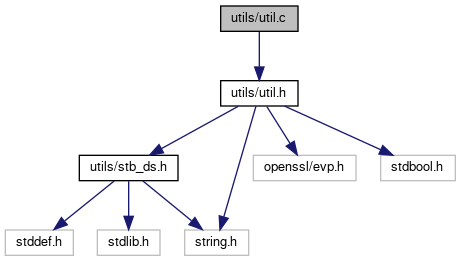 utils/util.c
utils/util.h
utils/stb_ds.h
openssl/evp.h
stdbool.h
stddef.h
stdlib.h
string.h